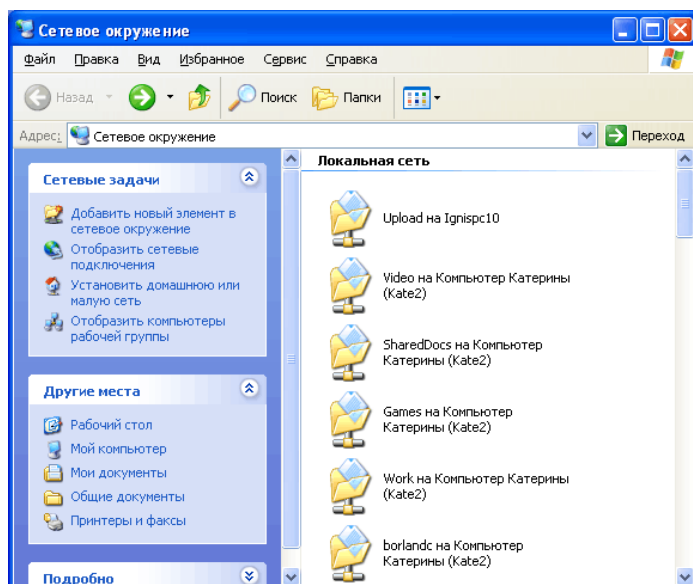 Сетевое окружение
Файл Правка Вид Избранное Сервис Справка
Назад Поиск Папки
Адрес: Сетевое окружение Переход
Сетевые задачи
Добавить новый элемент в
сетевое окружение
Отобразить сетевые
подключения
Установить домашнюю или
малую сеть
Отобразить компьютеры
рабочей группы
Другие места
Рабочий стол
Мой компьютер
Мои документы
Общие документы
Принтеры и факсы
Подробно
Локальная сеть
Upload на Ignispc10
Video на Компьютер Катерины
(Kate2)
SharedDocs на Компьютер
Катерины (Kate2)
Games на Компьютер
Катерины (Kate2)
Work на Компьютер Катерины
(Kate2)
borlandc на Компьютер
Катерины (Kate2)